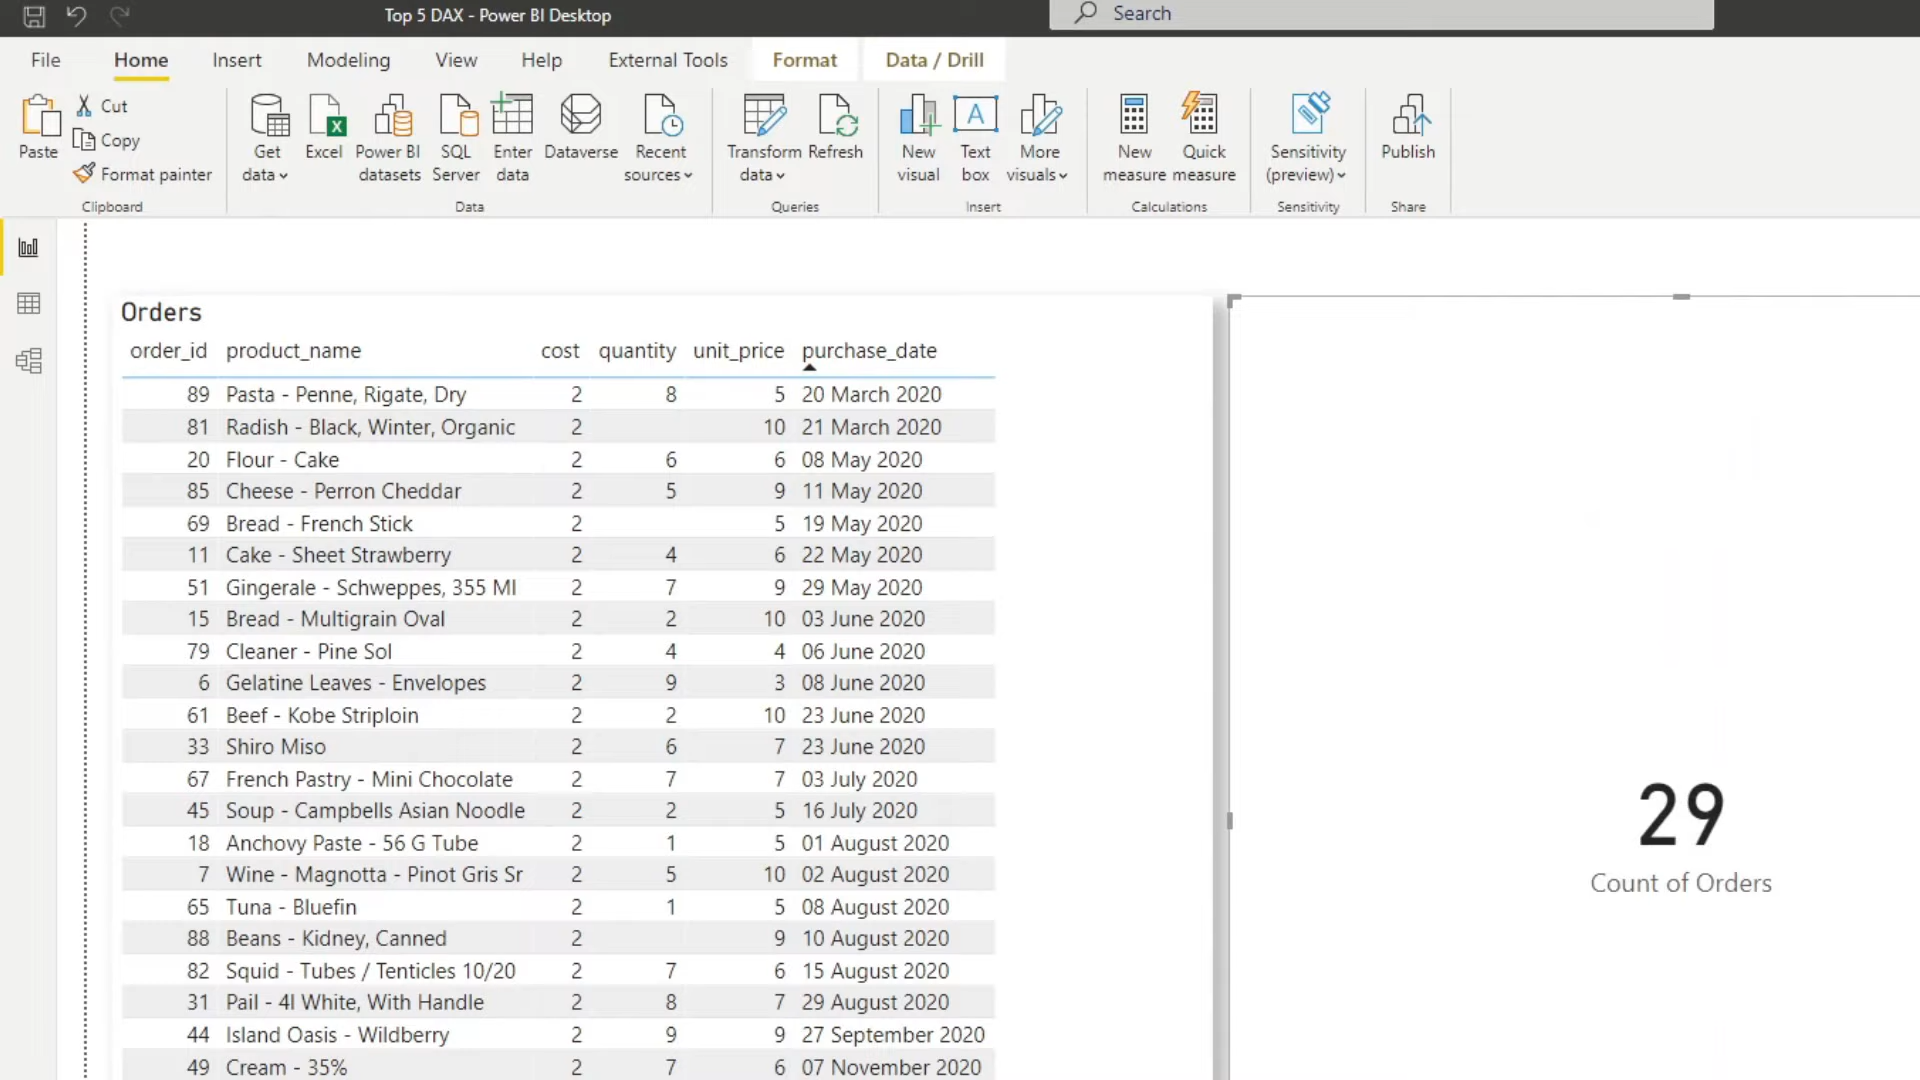 Top 5 DAX - Power BI Desktop
Search
File Home Insert Modeling View Help External Tools Format Data / Drill
Paste
Cut
Copy
Format painter
Clipboard
Get data
Excel
Power BI datasets
SQL Server
Enter data
Dataverse
Recent sources
Data
Transform data
Refresh
Queries
New visual
A
Text box
More visuals
Insert
New measure
Quick measure
Calculations
Sensitivity (preview)
Sensitivity
Publish
Share
Orders
order_id product_name cost quantity unit_price purchase_date
89 Pasta - Penne, Rigate, Dry 2 8 5 20 March 2020
81 Radish - Black, Winter, Organic 2 10 21 March 2020
20 Flour - Cake 2 6 6 08 May 2020
85 Cheese - Perron Cheddar 2 5 9 11 May 2020
69 Bread - French Stick 2 5 19 May 2020
11 Cake - Sheet Strawberry 2 4 6 22 May 2020
51 Gingerale - Schweppes, 355 Ml 2 7 9 29 May 2020
15 Bread - Multigrain Oval 2 2 10 03 June 2020
79 Cleaner - Pine Sol 2 4 4 06 June 2020
6 Gelatine Leaves - Envelopes 2 9 3 08 June 2020
61 Beef - Kobe Striploin 2 2 10 23 June 2020
33 Shiro Miso 2 6 7 23 June 2020
67 French Pastry - Mini Chocolate 2 7 7 03 July 2020
45 Soup - Campbells Asian Noodle 2 2 5 16 July 2020
18 Anchovy Paste - 56 G Tube 2 1 5 01 August 2020
7 Wine - Magnotta - Pinot Gris Sr 2 5 10 02 August 2020
65 Tuna - Bluefin 2 1 5 08 August 2020
88 Beans - Kidney, Canned 2 9 10 August 2020
82 Squid - Tubes / Tenticles 10/20 2 7 6 15 August 2020
31 Pail - 4l White, With Handle 2 8 7 29 August 2020
44 Island Oasis - Wildberry 2 9 9 27 September 2020
49 Cream - 35% 2 7 6 07 November 2020
29
Count of Orders